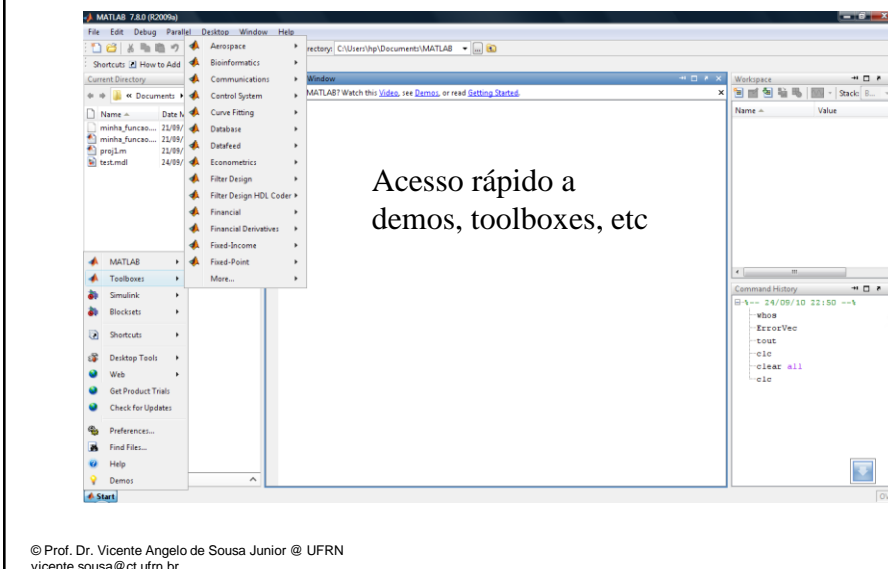 MATLAB 7.8.0 (R2009a)
File Edit Debug Parallel Desktop Window Help
rectory: C:\Users\hp\Documents\MATLAB
Shortcuts How to Add
Current Directory
« Documents
Name Date M
minha_funcao.... 21/09/
minha_funcao.... 21/09/
proj1.m 21/09/
test.mdl 24/09/
Aerospace
Bioinformatics
Communications
Control System
Curve Fitting
Database
Datafeed
Econometrics
Filter Design
Filter Design HDL Coder
Financial
Financial Derivatives
Fixed-Income
Fixed-Point
More...
MATLAB
Toolboxes
Simulink
Blocksets
Shortcuts
Desktop Tools
Web
Get Product Trials
Check for Updates
Preferences...
Find Files...
Help
Demos
Start
Window
MATLAB? Watch this Video, see Demos, or read Getting Started.
Acesso rápido a
demos, toolboxes, etc
Workspace
Stack:
Name Value
Command History
%-- 24/09/10 22:50 --%
whos
ErrorVec
tout
clc
clear all
clc
© Prof. Dr. Vicente Angelo de Sousa Junior @ UFRN
vicente.sousa@ct.ufrn.br